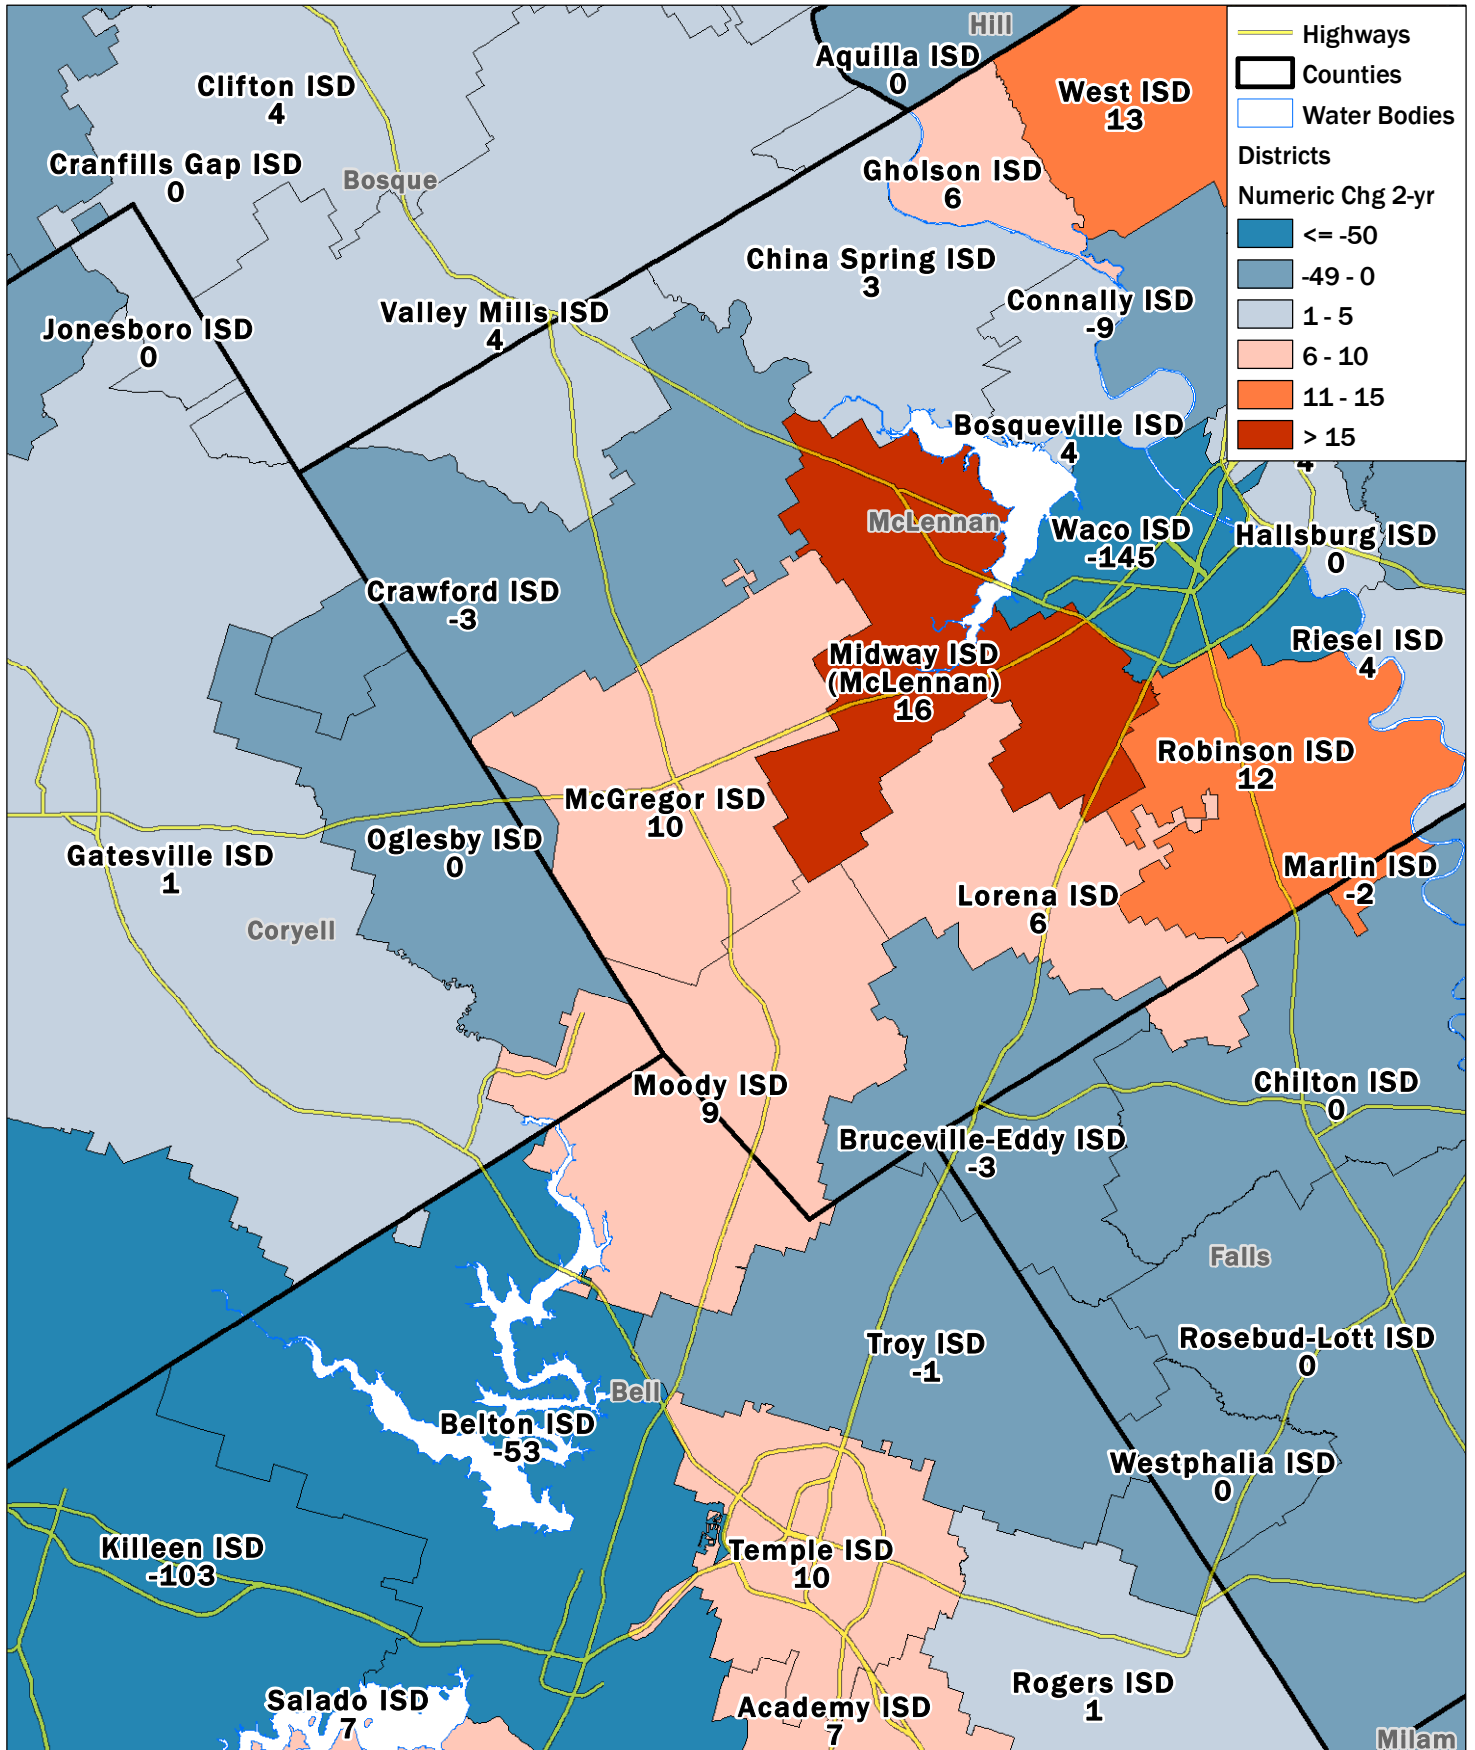 Hill
Aquilla ISD
0
West ISD
13
Clifton ISD
4
Cranfills Gap ISD
0
Bosque
Gholson ISD
6
China Spring ISD
3
Connally ISD
-9
Jonesboro ISD
0
Valley Mills ISD
4
Bosqueville ISD
4
4
McLennan
Waco ISD
-145
Hallsburg ISD
0
Crawford ISD
-3
Riesel ISD
4
Midway ISD
(McLennan)
16
Robinson ISD
12
McGregor ISD
10
Oglesby ISD
0
Gatesville ISD
1
Marlin ISD
-2
Lorena ISD
6
Coryell
Moody ISD
9
Chilton ISD
0
Bruceville-Eddy ISD
-3
Falls
Troy ISD
-1
Rosebud-Lott ISD
0
Bell
Belton ISD
-53
Westphalia ISD
0
Killeen ISD
-103
Temple ISD
10
Salado ISD
7
Academy ISD
7
Rogers ISD
1
Milam
Highways
Counties
Water Bodies
Districts
Numeric Chg 2-yr
<= -50
-49 - 0
1 - 5
6 - 10
11 - 15
> 15